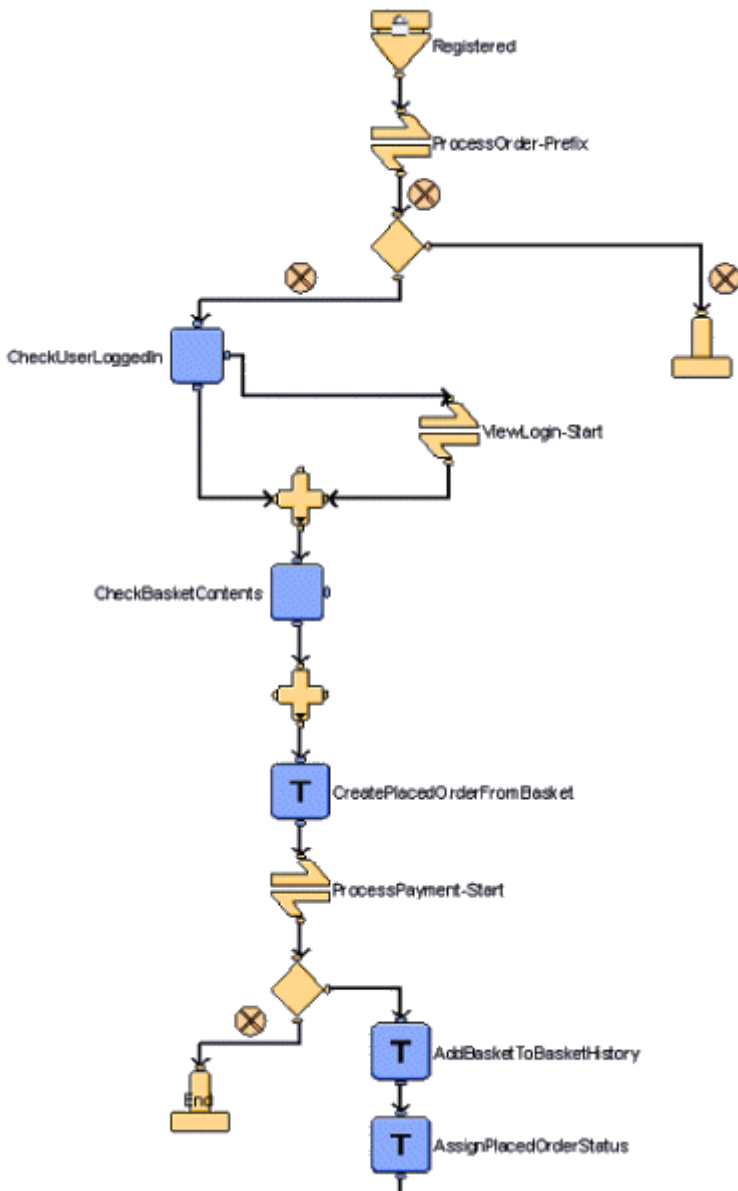 Registered
ProcessOrder-Prefix
CheckUserLoggedIn
ViewLogin-Start
CheckBasketContents
T
CreatePlacedOrderFromBasket
ProcessPayment-Start
T
AddBasketToBasketHistory
End
T
AssignPlacedOrderStatus